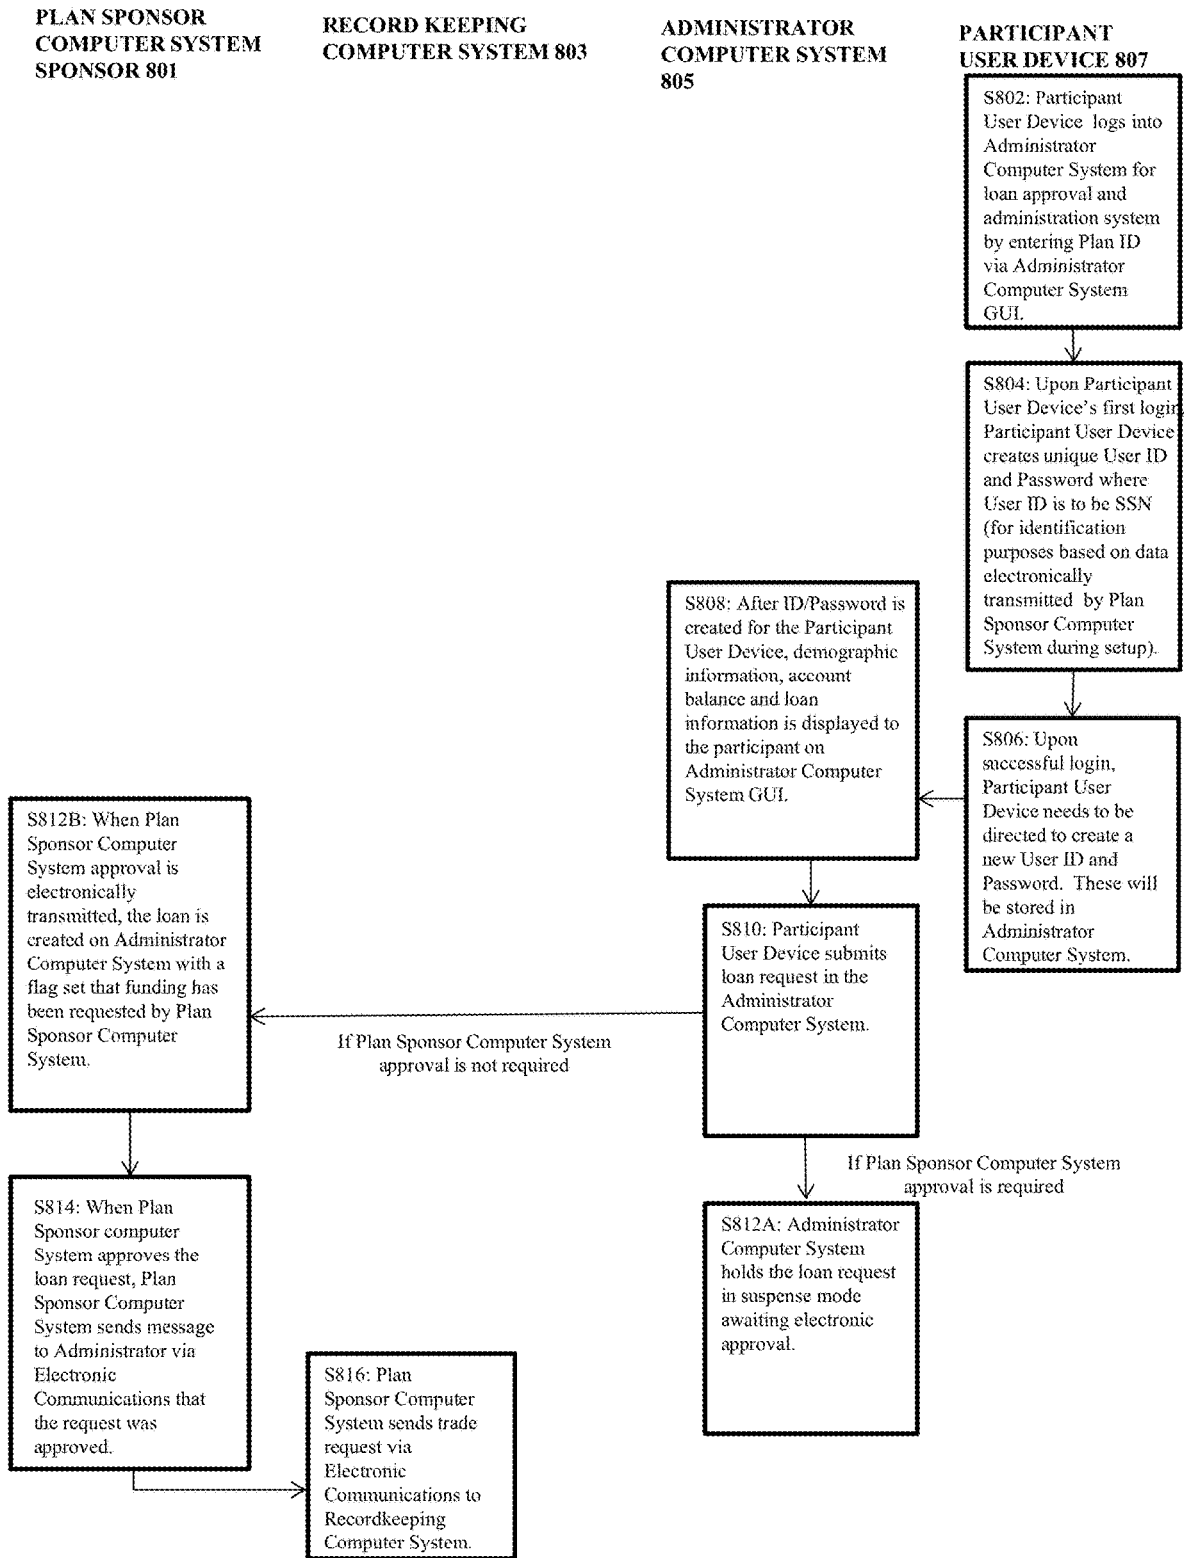 PLAN SPONSOR
COMPUTER SYSTEM
SPONSOR 801
RECORD KEEPING
COMPUTER SYSTEM 803
ADMINISTRATOR
COMPUTER SYSTEM
805
PARTICIPANT
USER DEVICE 807
S802: Participant
User Device logs into
Administrator
Computer System for
loan approval and
administration system
by entering Plan ID
via Administrator
Computer System
GUI.
S804: Upon Participant
User Device's first login,
Participant User Device
creates unique User ID
and Password where
User ID is to be SSN
(for identification
purposes based on data
electronically
transmitted by Plan
Sponsor Computer
System during setup).
S806: Upon
successful login,
Participant User
Device needs to be
directed to create a
new User ID and
Password. These will
be stored in
Administrator
Computer System.
S808: After ID/Password is
created for the Participant
User Device, demographic
information, account
balance and loan
information is displayed to
the participant on
Administrator Computer
System GUI.
S810: Participant
User Device submits
loan request in the
Administrator
Computer System.
If Plan Sponsor Computer System
approval is not required
If Plan Sponsor Computer System
approval is required
S812A: Administrator
Computer System
holds the loan request
in suspense mode
awaiting electronic
approval.
S812B: When Plan
Sponsor Computer
System approval is
electronically
transmitted, the loan is
created on Administrator
Computer System with a
flag set that funding has
been requested by Plan
Sponsor Computer
System.
S814: When Plan
Sponsor computer
System approves the
loan request, Plan
Sponsor Computer
System sends message
to Administrator via
Electronic
Communications that
the request was
approved.
S816: Plan
Sponsor Computer
System sends trade
request via
Electronic
Communications to
Recordkeeping
Computer System.